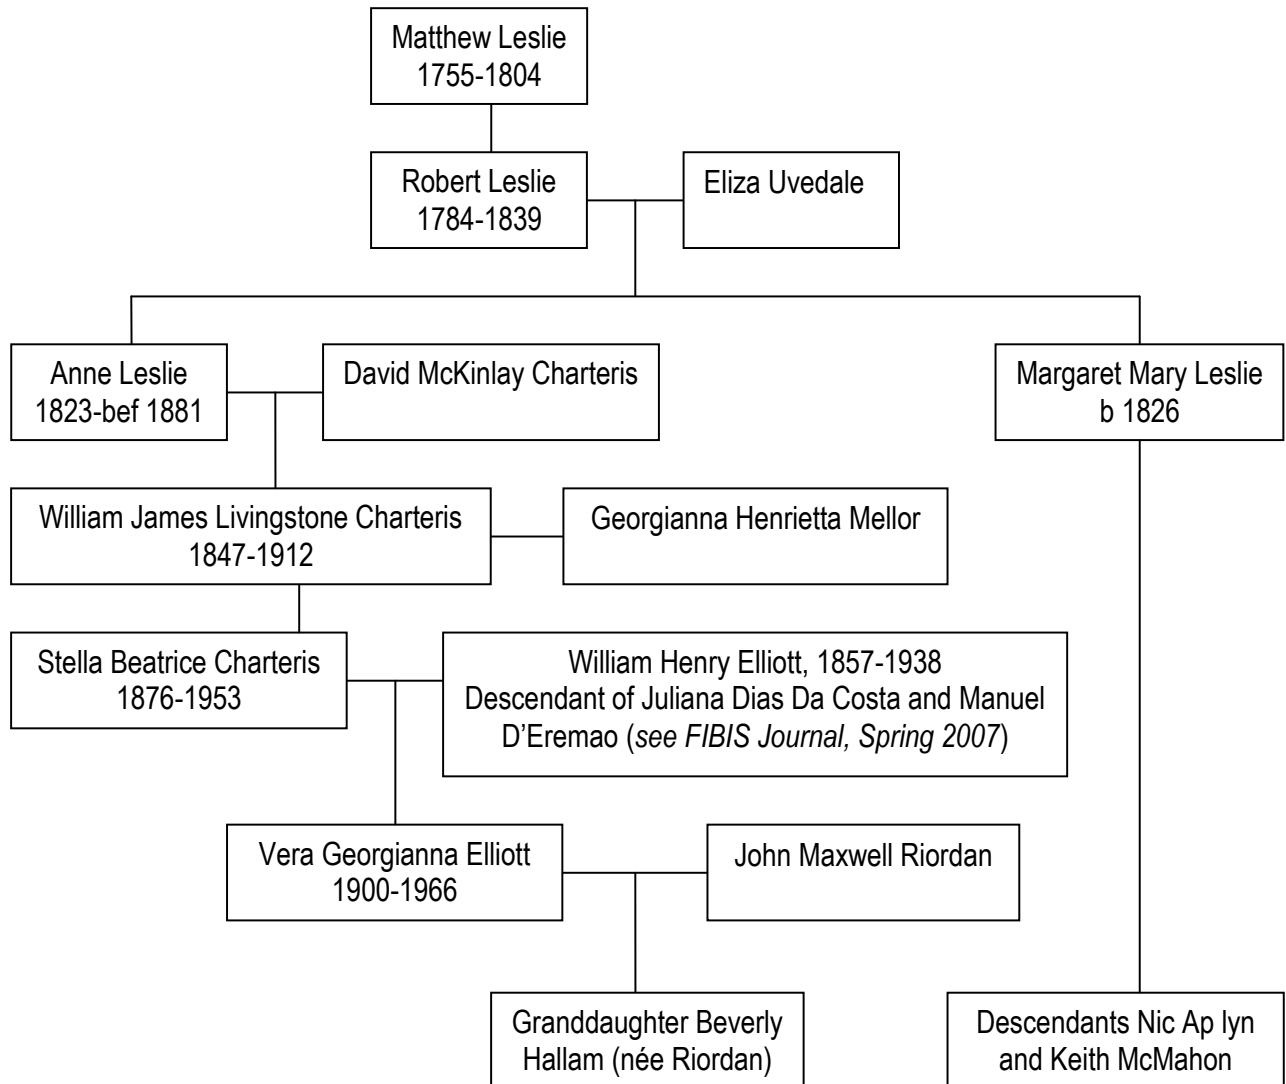 Matthew Leslie
1755-1804
Robert Leslie
1784-1839
Eliza Uvedale
Anne Leslie
1823-bef 1881
David McKinlay Charteris
Margaret Mary Leslie
b 1826
William James Livingstone Charteris
1847-1912
Georgianna Henrietta Mellor
Stella Beatrice Charteris
1876-1953
William Henry Elliott, 1857-1938
Descendant of Juliana Dias Da Costa and Manuel
D’Eremao (see FIBIS Journal, Spring 2007)
Vera Georgianna Elliott
1900-1966
John Maxwell Riordan
Granddaughter Beverly
Hallam (née Riordan)
Descendants Nic Ap lyn
and Keith McMahon